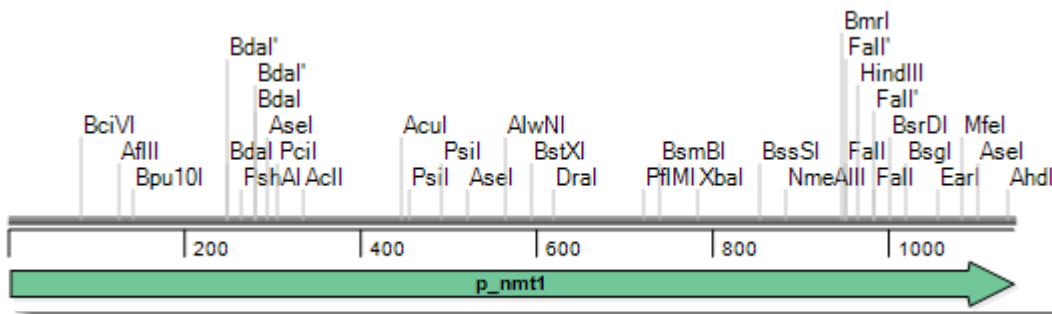 BmrI
BdaI' FalI'
BdaI' HindIII
BdaI FalI'
BciVI AseI AcuI AlwNI BsrDI MfeI
AflII BdaI PciI PsiI BstXI BsmBI BssSI FalI BsgI AseI
Bpu10I PshAI AclI PsiI AseI DraI PflMI XbaI NmeAIII FalI EarI AhdI
200 400 600 800 1000
p_nmt1